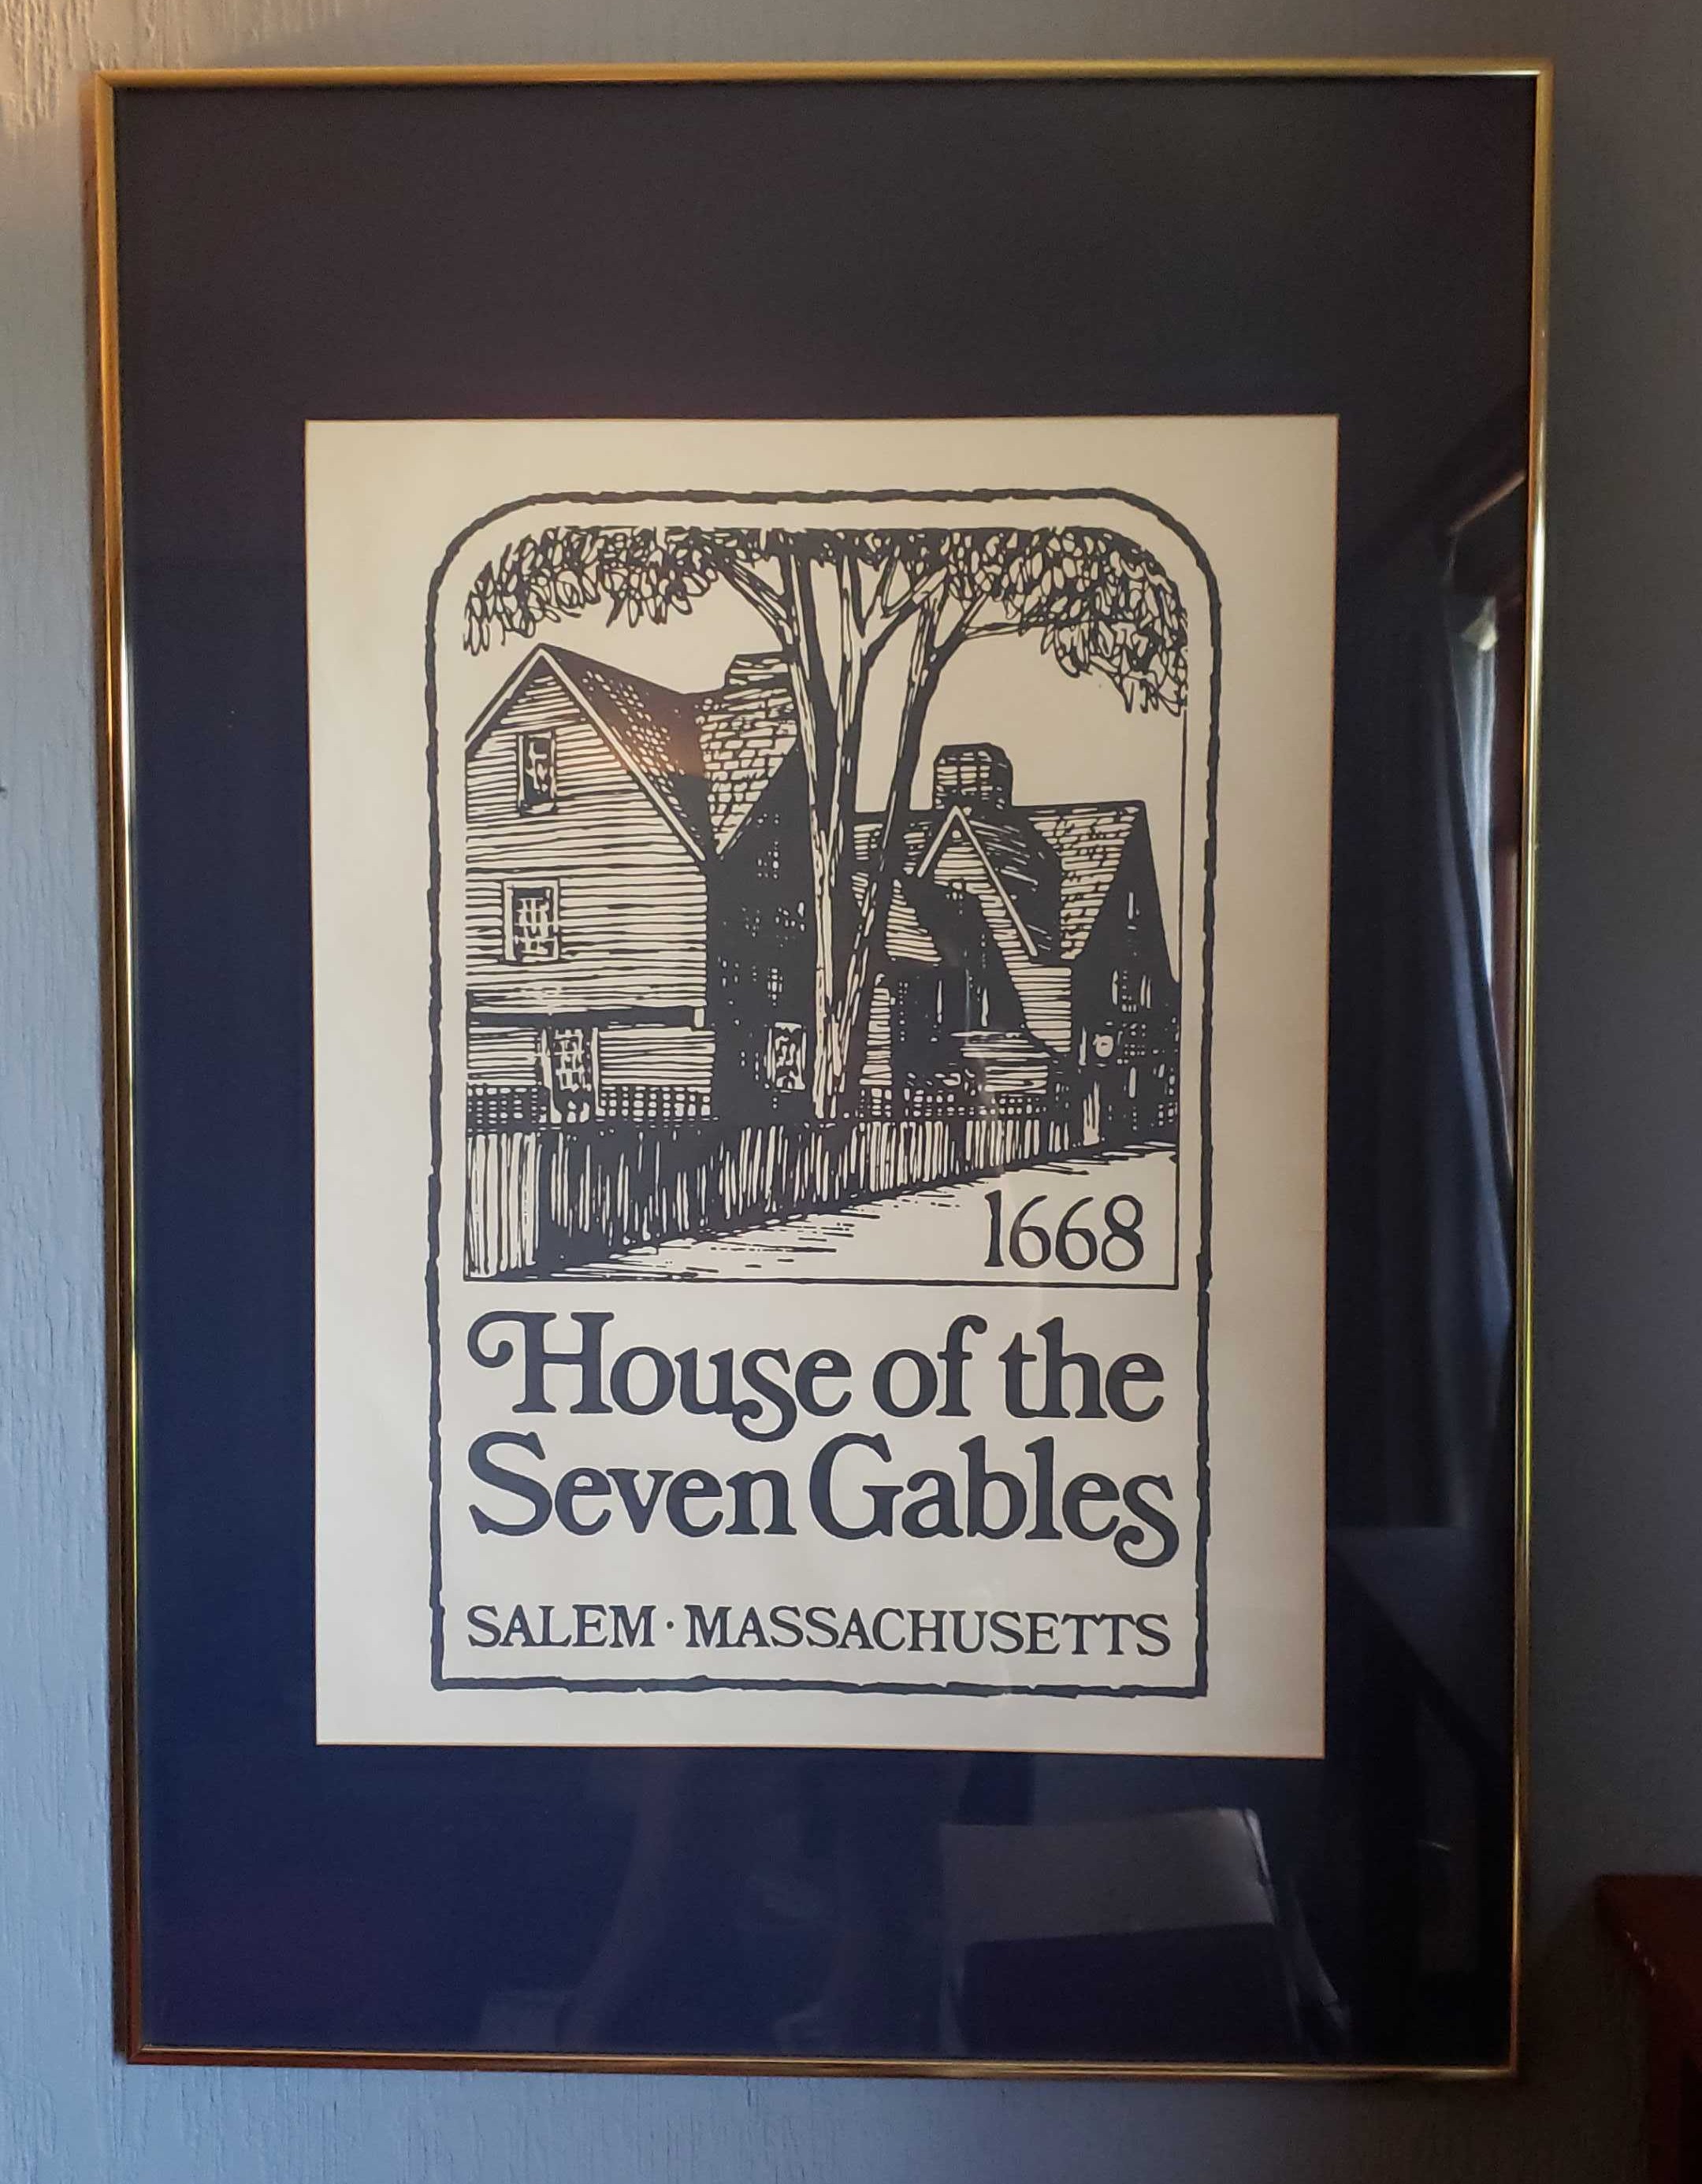 1668
House of the
Seven Gables
SALEM · MASSACHUSETTS